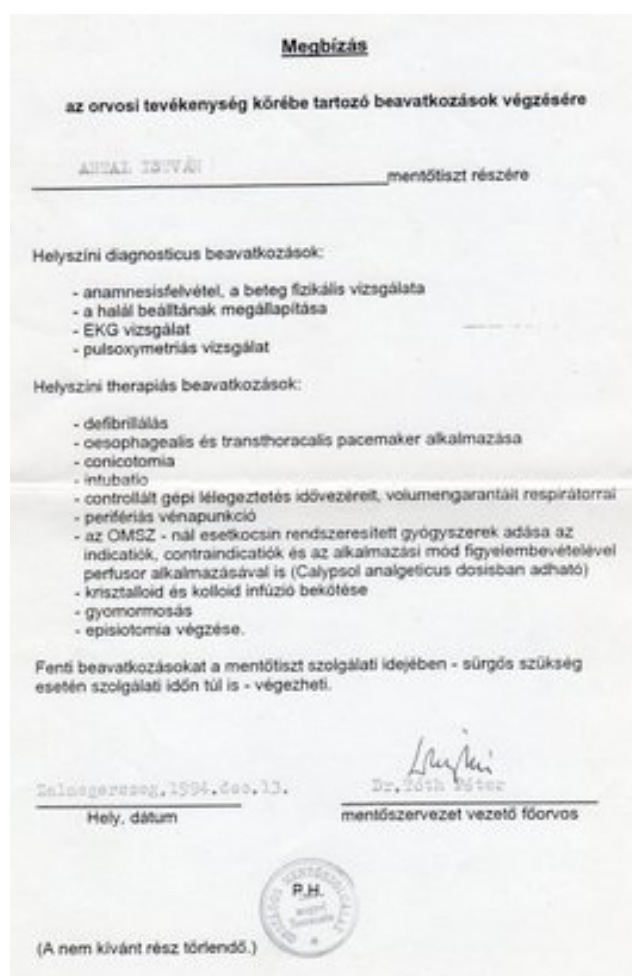 Megbízás
az orvosi tevékenység körébe tartozó beavatkozások végzésére
ANTAL ISTVÁN mentőtiszt részére
Helyszíni diagnosticus beavatkozások:
- anamnesisfelvétel, a beteg fizikális vizsgálata
- a halál beálltának megállapítása
- EKG vizsgálat
- pulsoxymetriás vizsgálat
Helyszíni therapiás beavatkozások:
- defibrillálás
- oesophagealis és transthoracalis pacemaker alkalmazása
- conicotomia
- intubatio
- controllált gépi lélegeztetés idővezérelt, volumengarantált respirátorral
- perifériás vénapunkció
- az OMSZ - nál esetkocsin rendszeresített gyógyszerek adása az
indicatiók, contraindicatiók és az alkalmazási mód figyelembevételével
perfusor alkalmazásával is (Calypsol analgeticus dosisban adható)
- krisztalloid és kolloid infúzió bekötése
- gyomormosás
- episiotomia végzése.
Fenti beavatkozásokat a mentőtiszt szolgálati idejében - sürgős szükség
esetén szolgálati időn túl is - végezheti.
Zalaegerszeg,1994.dec.13.
Dr.Tóth Péter
Hely, dátum
mentőszervezet vezető főorvos
ORSZÁGOS MENTŐSZOLGÁLAT
P.H.
(A nem kívánt rész törlendő.)